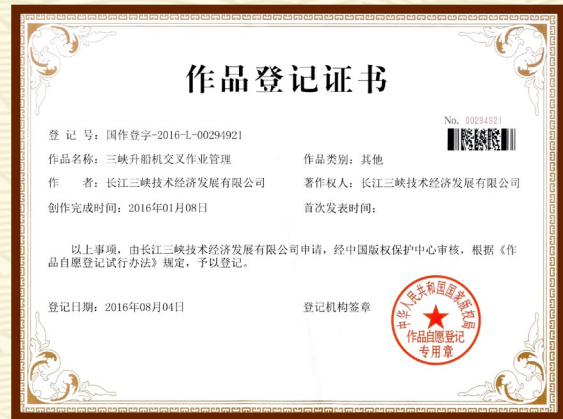 作品登记证书
No. 00294921
登 记 号：国作登字-2016-L-00294921
作品名称：三峡升船机交叉作业管理
作品类别：其他
作 者：长江三峡技术经济发展有限公司
著作权人：长江三峡技术经济发展有限公司
创作完成时间：2016年01月08日
首次发表时间：
以上事项，由长江三峡技术经济发展有限公司申请，经中国版权保护中心审核，根据《作
品自愿登记试行办法》规定，予以登记。
登记日期：2016年08月04日
登记机构签章
中华人民共和国国家版权局
作品自愿登记
专用章